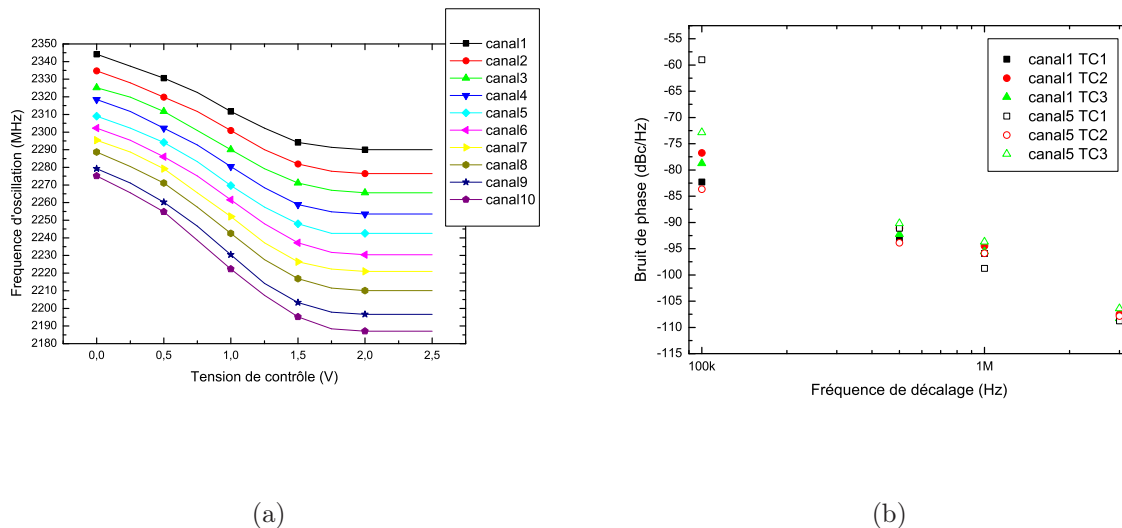 2350
2340
2330
2320
2310
2300
2290
2280
2270
2260
2250
2240
2230
2220
2210
2200
2190
2180
Frequence d'oscillation (MHz)
0,0
0,5
1,0
1,5
2,0
2,5
Tension de contrôle (V)
canal1
canal2
canal3
canal4
canal5
canal6
canal7
canal8
canal9
canal10
(a)
-55
-60
-65
-70
-75
-80
-85
-90
-95
-100
-105
-110
-115
Bruit de phase (dBc/Hz)
100k
1M
Fréquence de décalage (Hz)
canal1 TC1
canal1 TC2
canal1 TC3
canal5 TC1
canal5 TC2
canal5 TC3
(b)